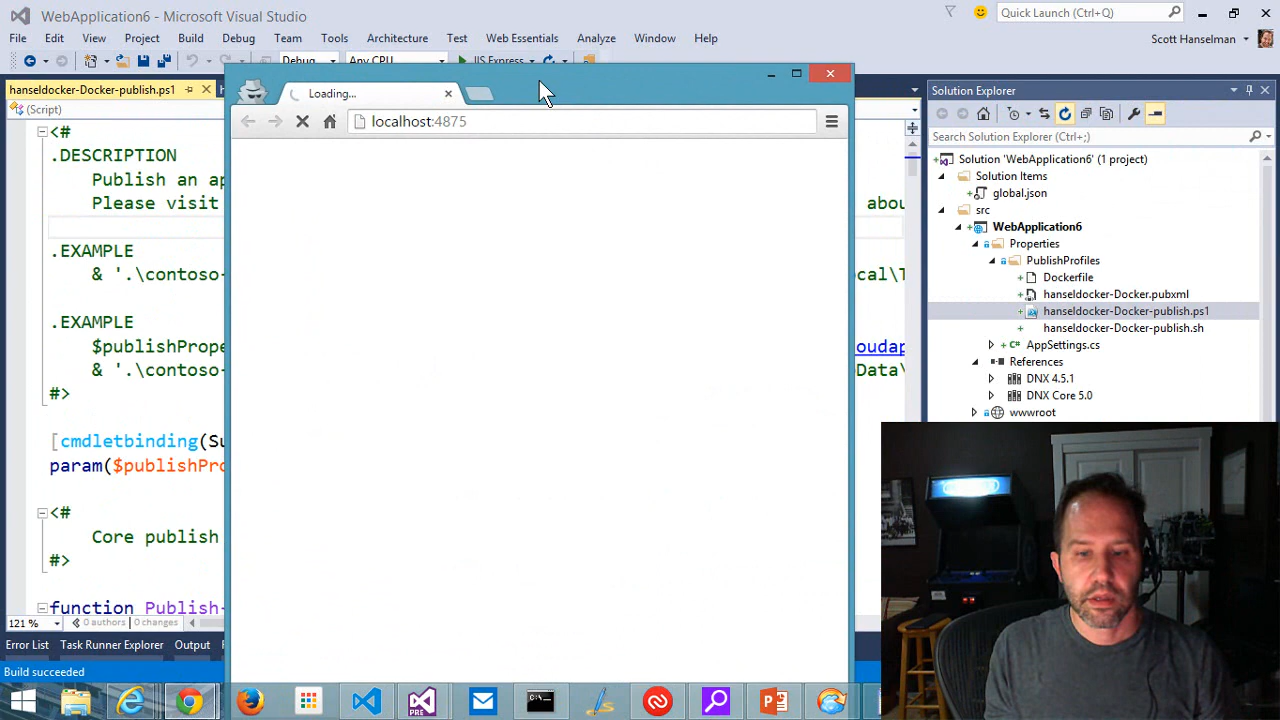 WebApplication6 - Microsoft Visual Studio
Quick Launch (Ctrl+Q)
File Edit View Project Build Debug Team Tools Architecture Test Web Essentials Analyze Window Help
Scott Hanselman
Debug Any CPU IIS Express
hanseldocker-Docker-publish.ps1
(Script)
<#
.DESCRIPTION
Publish an ap
Please visit
abou
.EXAMPLE
& '.\contoso-
cal\T
.EXAMPLE
$publishPrope
oudap
& '.\contoso-
Data\
#>
[cmdletbinding(Su
param($publishPro
<#
Core publish
#>
function Publish-
121 %
0 authors | 0 changes
Error List Task Runner Explorer Output
Build succeeded
Loading...
localhost:4875
Solution Explorer
Search Solution Explorer (Ctrl+;)
Solution 'WebApplication6' (1 project)
Solution Items
global.json
src
WebApplication6
Properties
PublishProfiles
Dockerfile
hanseldocker-Docker.pubxml
hanseldocker-Docker-publish.ps1
hanseldocker-Docker-publish.sh
AppSettings.cs
References
DNX 4.5.1
DNX Core 5.0
wwwroot
PRE